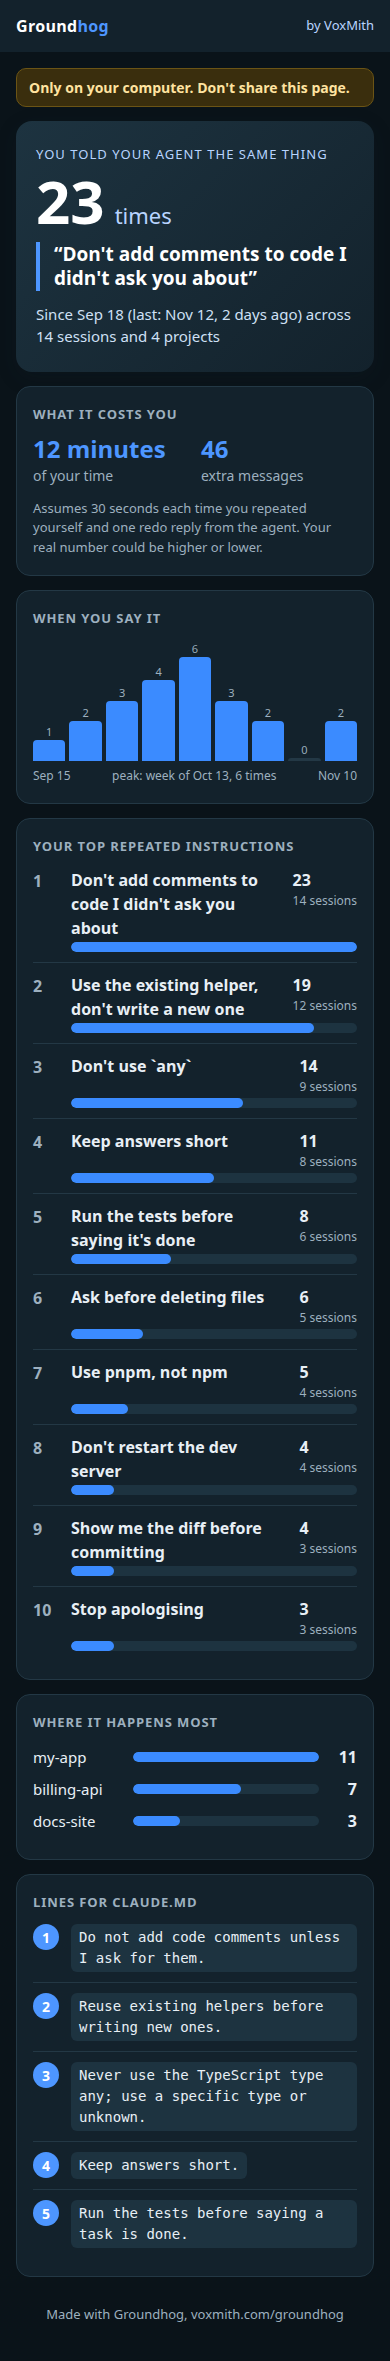 Groundhog
by VoxMith
Only on your computer. Don't share this page.
YOU TOLD YOUR AGENT THE SAME THING
23 times
“Don't add comments to code I
didn't ask you about”
Since Sep 18 (last: Nov 12, 2 days ago) across
14 sessions and 4 projects
WHAT IT COSTS YOU
12 minutes
of your time
46
extra messages
Assumes 30 seconds each time you repeated
yourself and one redo reply from the agent. Your
real number could be higher or lower.
WHEN YOU SAY IT
1
2
3
4
6
3
2
0
2
Sep 15
peak: week of Oct 13, 6 times
Nov 10
YOUR TOP REPEATED INSTRUCTIONS
1
Don't add comments to
code I didn't ask you
about
23
14 sessions
2
Use the existing helper,
don't write a new one
19
12 sessions
3
Don't use `any`
14
9 sessions
4
Keep answers short
11
8 sessions
5
Run the tests before
saying it's done
8
6 sessions
6
Ask before deleting files
6
5 sessions
7
Use pnpm, not npm
5
4 sessions
8
Don't restart the dev
server
4
4 sessions
9
Show me the diff before
committing
4
3 sessions
10
Stop apologising
3
3 sessions
WHERE IT HAPPENS MOST
my-app
11
billing-api
7
docs-site
3
LINES FOR CLAUDE.MD
1
Do not add code comments unless
I ask for them.
2
Reuse existing helpers before
writing new ones.
3
Never use the TypeScript type
any; use a specific type or
unknown.
4
Keep answers short.
5
Run the tests before saying a
task is done.
Made with Groundhog, voxmith.com/groundhog